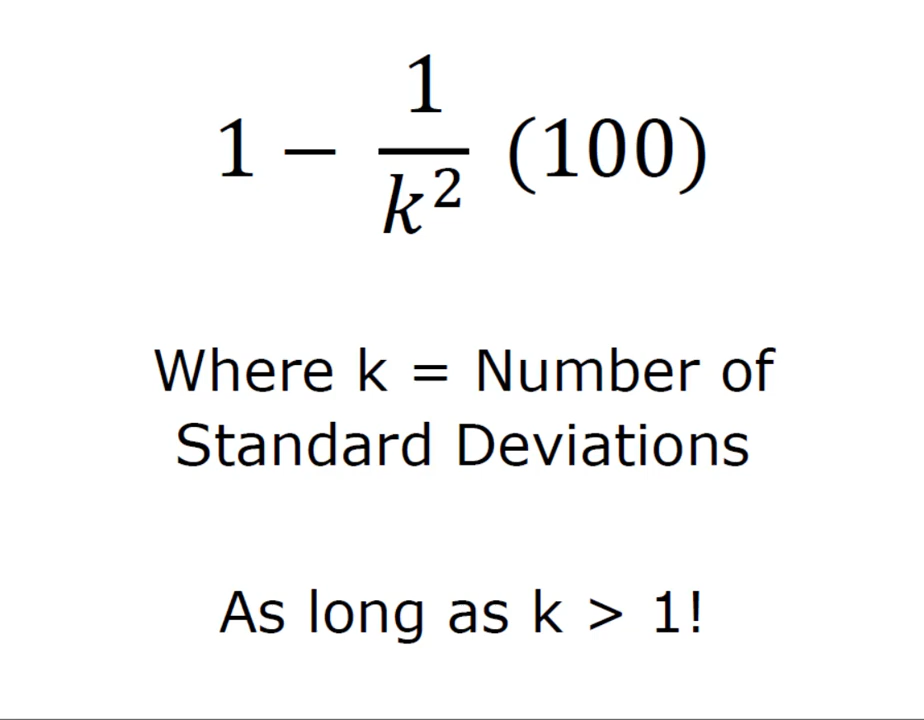 1 − 1/k² (100)
Where k = Number of
Standard Deviations
As long as k > 1!